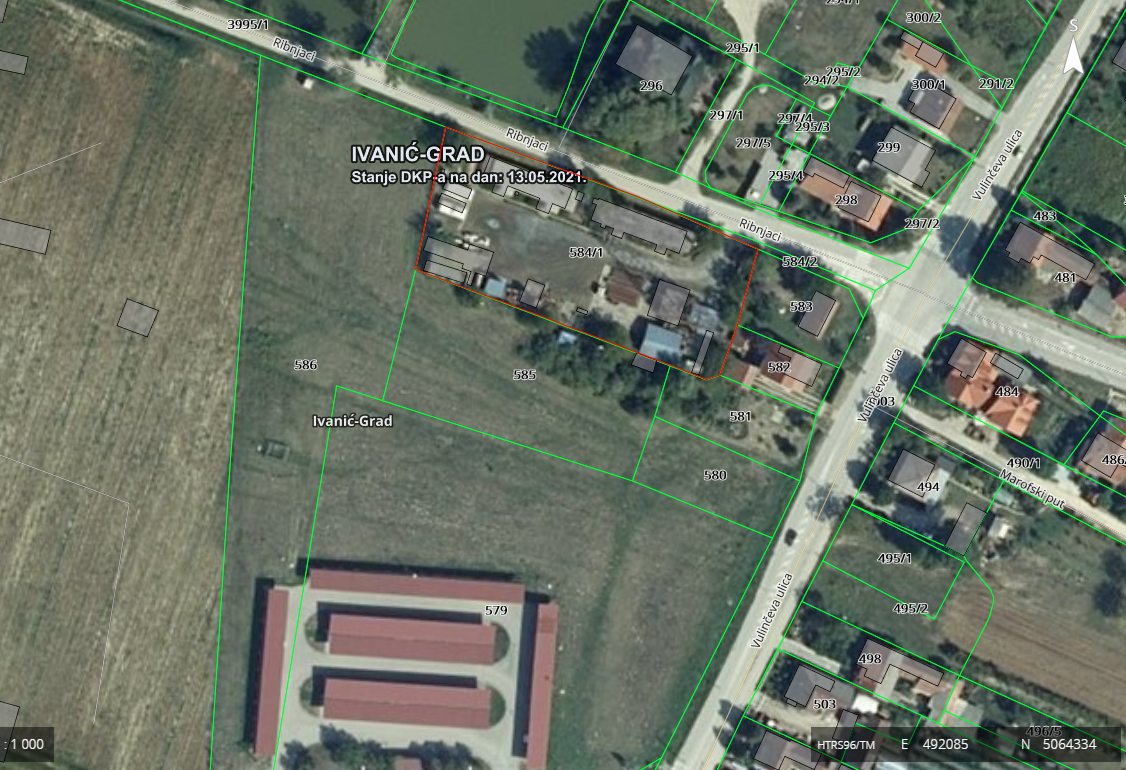 300/2
3995/1
S
Ribnjaci
295/1
295/2
294/2
291/2
296
300/1
297/1
297/4
295/3
Ribnjaci
297/5
299
IVANIĆ-GRAD
Stanje DKP-a na dan: 13.05.2021.
295/4
Vulinčeva ulica
298
483
297/2
Ribnjaci
584/1
584/2
481
583
586
585
582
484
Vulinčeva ulica
581
Ivanić-Grad
490/1
580
494
Marofski put
495/1
579
495/2
Vulinčeva ulica
498
503
496/5
: 1 000
HTRS96/TM E 492085 N 5064334